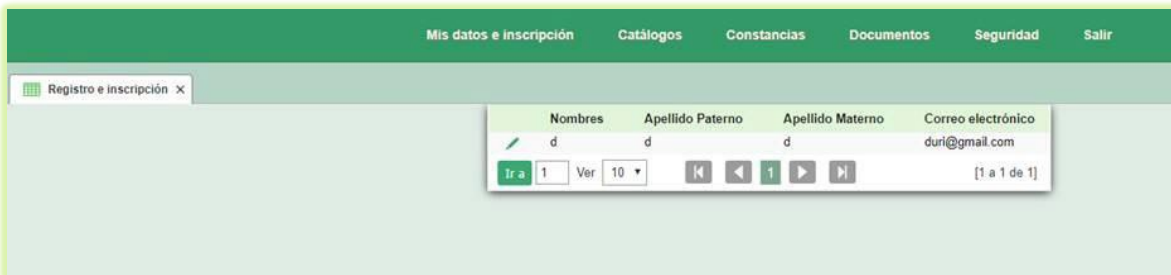 Mis datos e inscripción Catálogos Constancias Documentos Seguridad Salir
Registro e inscripción X
Nombres Apellido Paterno Apellido Materno Correo electrónico
d d d duri@gmail.com
Ir a 1 Ver 10 1 [1 a 1 de 1]